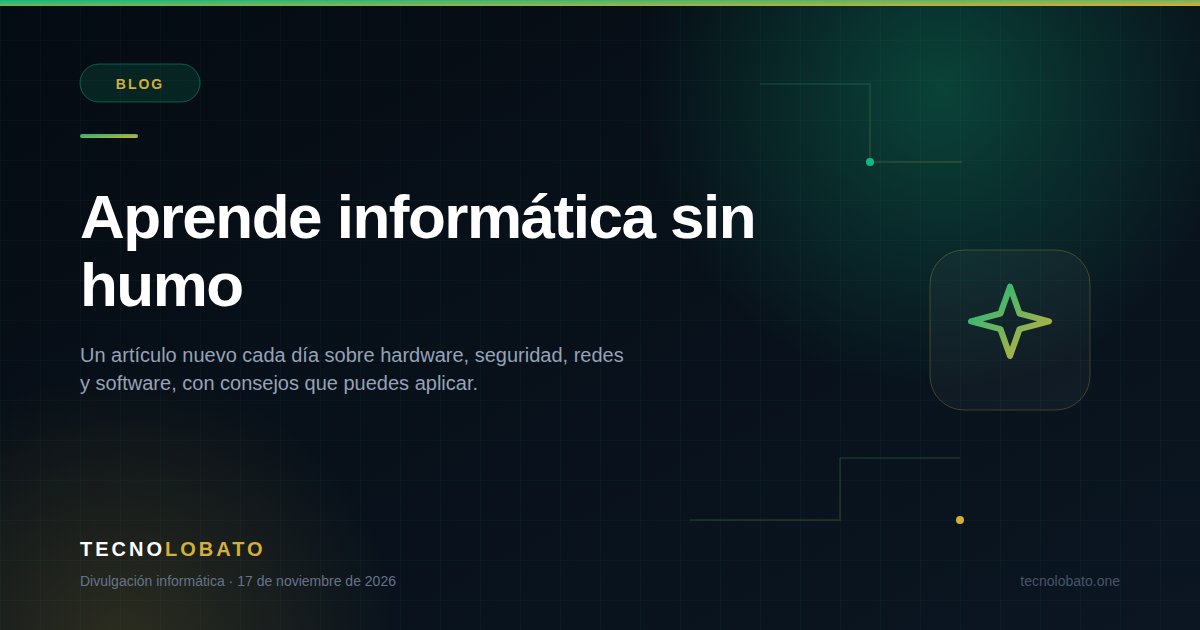 BLOG
Aprende informática sin
humo
Un artículo nuevo cada día sobre hardware, seguridad, redes
y software, con consejos que puedes aplicar.
TECNOLOBATO
Divulgación informática · 17 de noviembre de 2026
tecnolobato.one